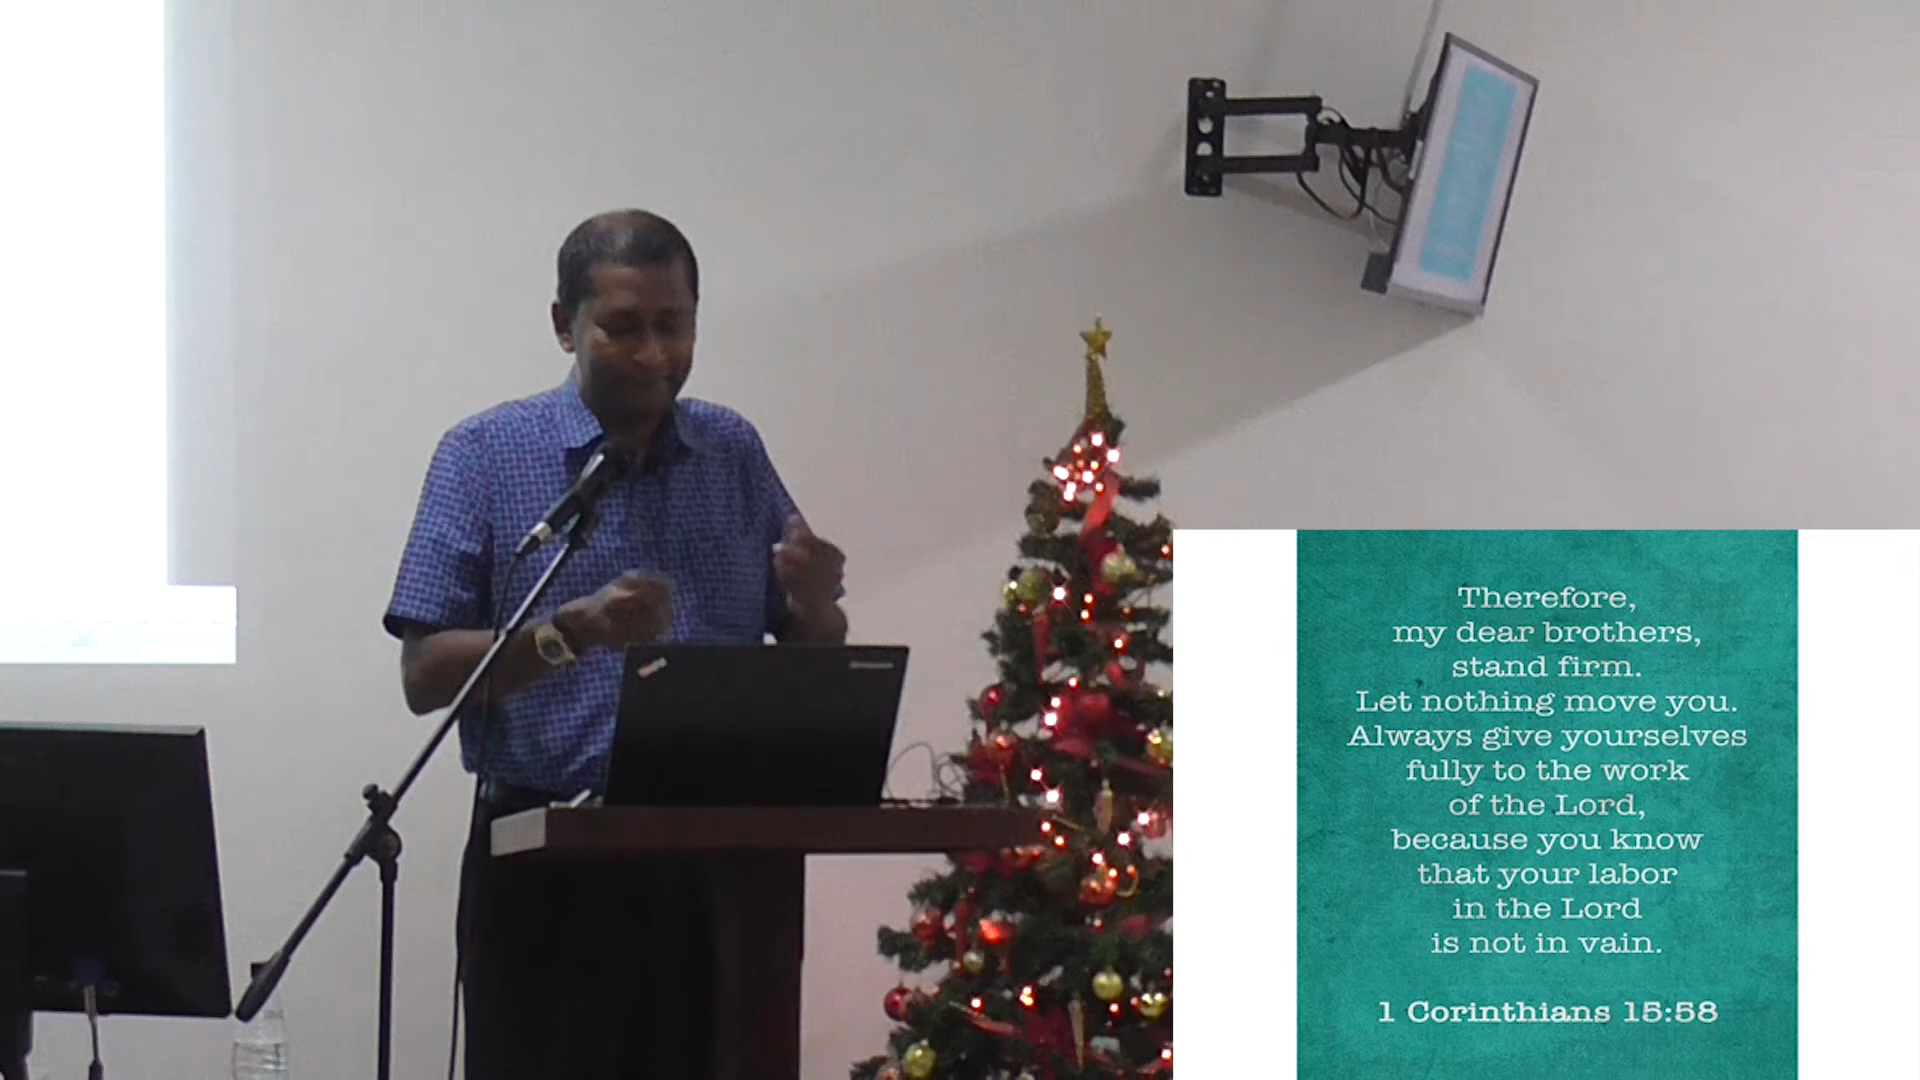 Therefore,
my dear brothers,
stand firm.
Let nothing move you.
Always give yourselves
fully to the work
of the Lord,
because you know
that your labor
in the Lord
is not in vain.
1 Corinthians 15:58